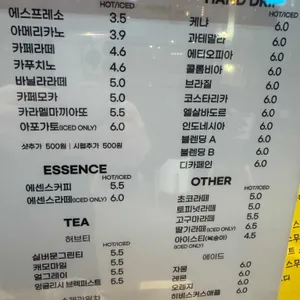 HOT/ICED
에스프레소 3.5
아메리카노 3.9
카페라떼 4.6
카푸치노 4.6
바닐라라떼 5.0
카페모카 5.0
카라멜마끼아또 5.5
아포가토(ICED ONLY) 6.0
샷추가 500원 | 시럽추가 500원
ESSENCE
HOT/ICED
에센스커피 5.5
에센스라떼(ICED ONLY) 6.0
TEA
HOT/ICED
허브티
실버문그린티 5.5
캐모마일 5.5
얼그레이 5.5
잉글리시 브렉퍼스트 5.5
HAND DRIP
HOT/ICED
케냐 6.0
과테말라 6.0
에티오피아 6.0
콜롬비아 6.0
브라질 6.0
코스타리카 6.0
엘살바도르 6.0
인도네시아 6.0
블렌딩 A 6.0
블렌딩 B 6.0
디카페인 6.0
OTHER
HOT/ICED
초코라떼 5.0
토피넛라떼 5.0
고구마라떼 5.5
딸기라떼(ICED ONLY) 6.5
아이스티(복숭아) 4.5
에이드
자몽 6.0
레몬 6.0
오렌지 6.0
히비스커스애플 6.0